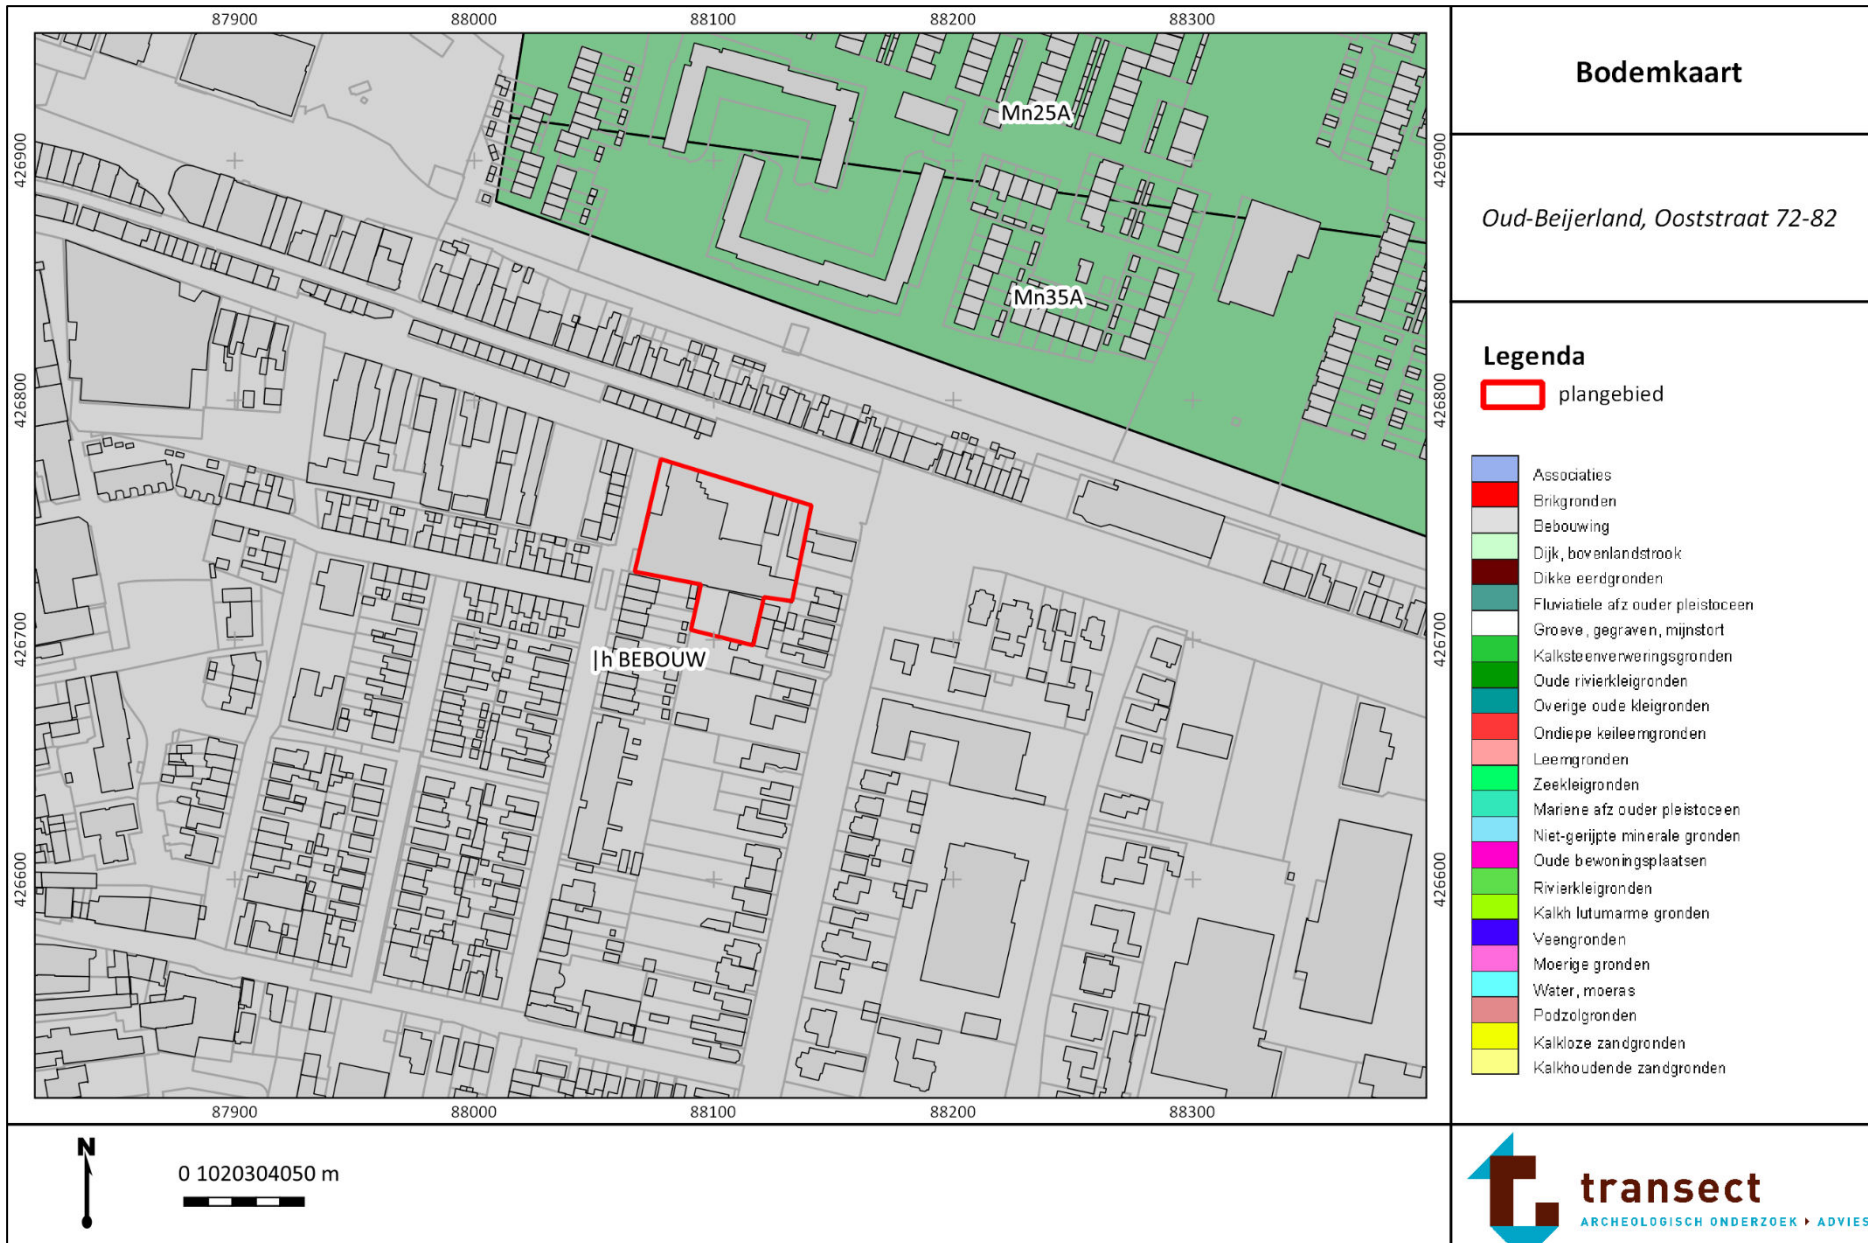 87900 88000 88100 88200 88300
Bodemkaart
Oud-Beijerland, Ooststraat 72-82
426900
426800
426700
426600
426900
426800
426700
426600
Mn25A
Mn35A
|h BEBOUW
87900 88000 88100 88200 88300
Legenda
plangebied
Associaties
Brikgronden
Bebouwing
Dijk, bovenlandstrook
Dikke eerdgronden
Fluviatiele afz ouder pleistoceen
Groeve, gegraven, mijnstort
Kalksteenverweringsgronden
Oude rivierkleigronden
Overige oude kleigronden
Ondiepe keileemgronden
Leemgronden
Zeekleigronden
Mariene afz ouder pleistoceen
Niet-gerijpte minerale gronden
Oude bewoningsplaatsen
Rivierkleigronden
Kalkh lutumarme gronden
Veengronden
Moerige gronden
Water, moeras
Podzolgronden
Kalkloze zandgronden
Kalkhoudende zandgronden
N
0 1020304050 m
transect
ARCHEOLOGISCH ONDERZOEK ▸ ADVIES